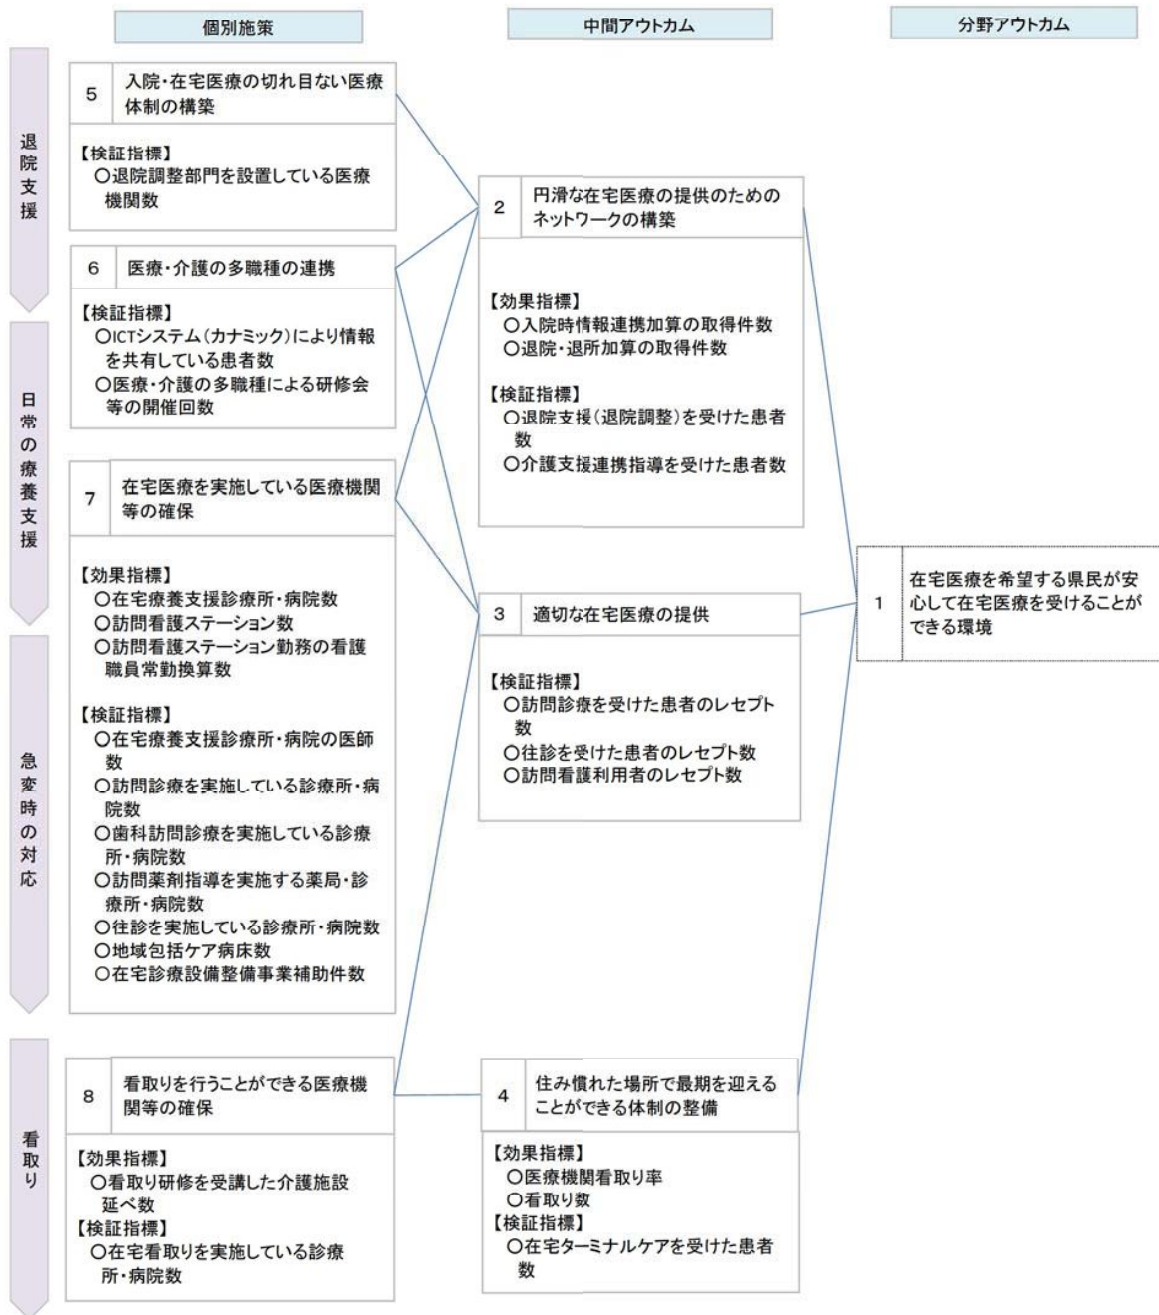 個別施策
中間アウトカム
分野アウトカム
退院支援
日常の療養支援
急変時の対応
看取り
5
入院・在宅医療の切れ目ない医療
体制の構築
【検証指標】
○退院調整部門を設置している医療
機関数
6
医療・介護の多職種の連携
【検証指標】
○ICTシステム(カナミック)により情報
を共有している患者数
○医療・介護の多職種による研修会
等の開催回数
7
在宅医療を実施している医療機関
等の確保
【効果指標】
○在宅療養支援診療所・病院数
○訪問看護ステーション数
○訪問看護ステーション勤務の看護
職員常勤換算数
【検証指標】
○在宅療養支援診療所・病院の医師
数
○訪問診療を実施している診療所・病
院数
○歯科訪問診療を実施している診療
所・病院数
○訪問薬剤指導を実施する薬局・診
療所・病院数
○往診を実施している診療所・病院数
○地域包括ケア病床数
○在宅診療設備整備事業補助件数
8
看取りを行うことができる医療機
関等の確保
【効果指標】
○看取り研修を受講した介護施設
延べ数
【検証指標】
○在宅看取りを実施している診療
所・病院数
2
円滑な在宅医療の提供のための
ネットワークの構築
【効果指標】
○入院時情報連携加算の取得件数
○退院・退所加算の取得件数
【検証指標】
○退院支援(退院調整)を受けた患者
数
○介護支援連携指導を受けた患者数
3
適切な在宅医療の提供
【検証指標】
○訪問診療を受けた患者のレセプト
数
○往診を受けた患者のレセプト数
○訪問看護利用者のレセプト数
4
住み慣れた場所で最期を迎える
ことができる体制の整備
【効果指標】
○医療機関看取り率
○看取り数
【検証指標】
○在宅ターミナルケアを受けた患者
数
1
在宅医療を希望する県民が安
心して在宅医療を受けることが
できる環境